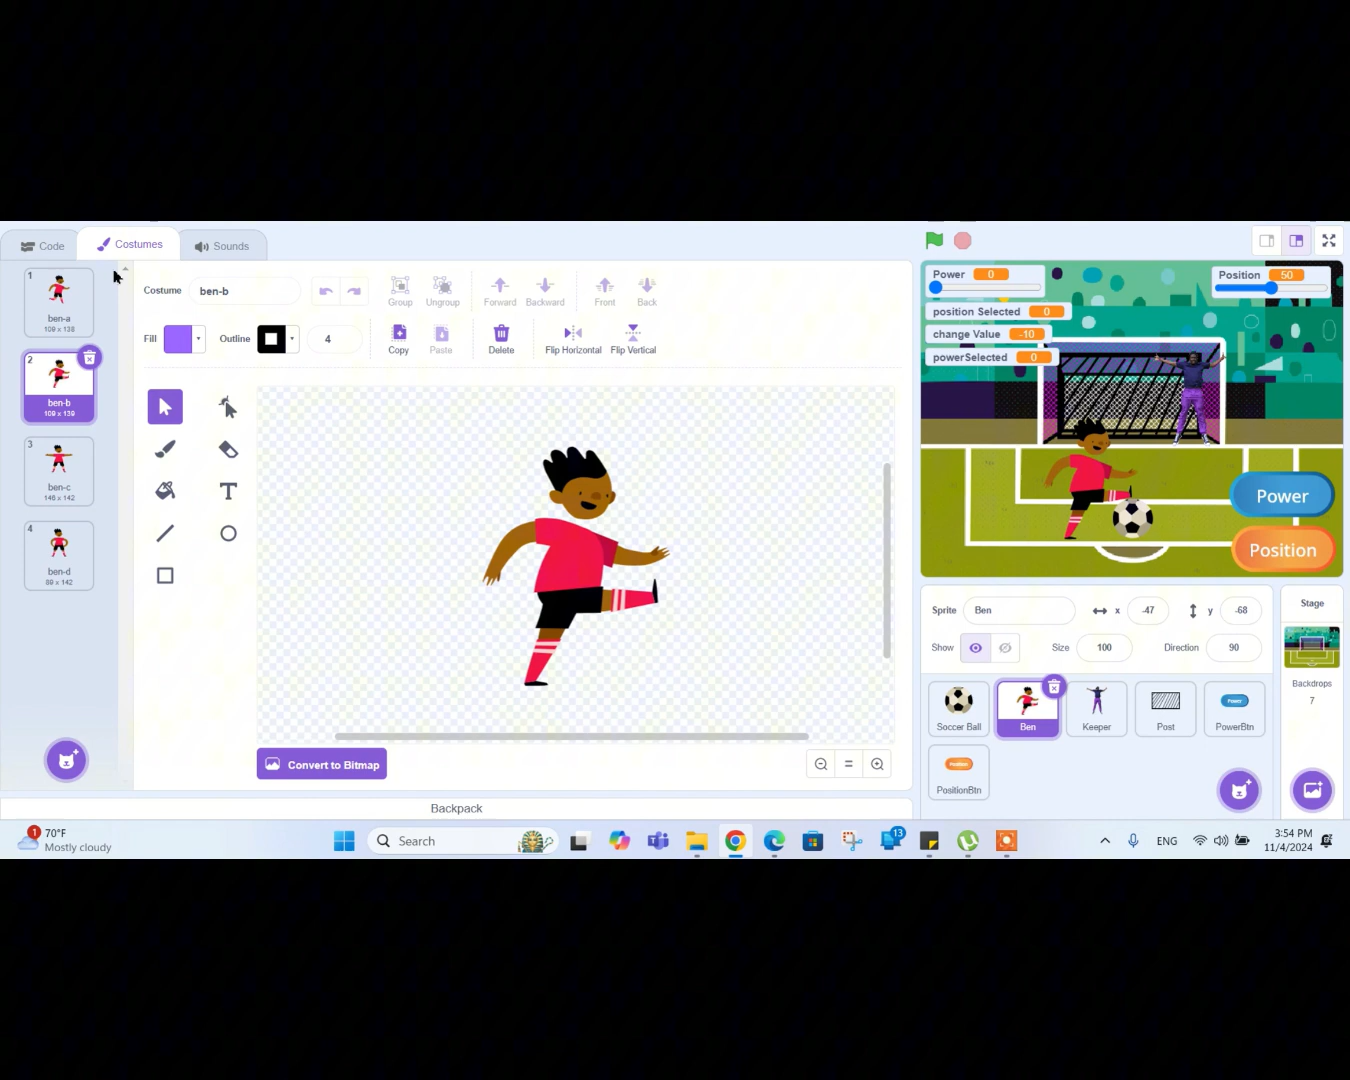 Code
Costumes
Sounds
1
ben-a
109 x 138
2
ben-b
109 x 139
3
ben-c
146 x 142
4
ben-d
89 x 142
Costume
ben-b
Group
Ungroup
Forward
Backward
Front
Back
Fill
Outline
4
Copy
Paste
Delete
Flip Horizontal
Flip Vertical
Convert to Bitmap
Backpack
Power 0
Position 50
position Selected 0
change Value -10
powerSelected 0
Power
Position
Sprite
Ben
x
-47
y
-68
Show
Size
100
Direction
90
Stage
Backdrops
7
Soccer Ball
Ben
Keeper
Post
Power
PowerBtn
Position
PositionBtn
1
70°F
Mostly cloudy
Search
13
ENG
3:54 PM
11/4/2024